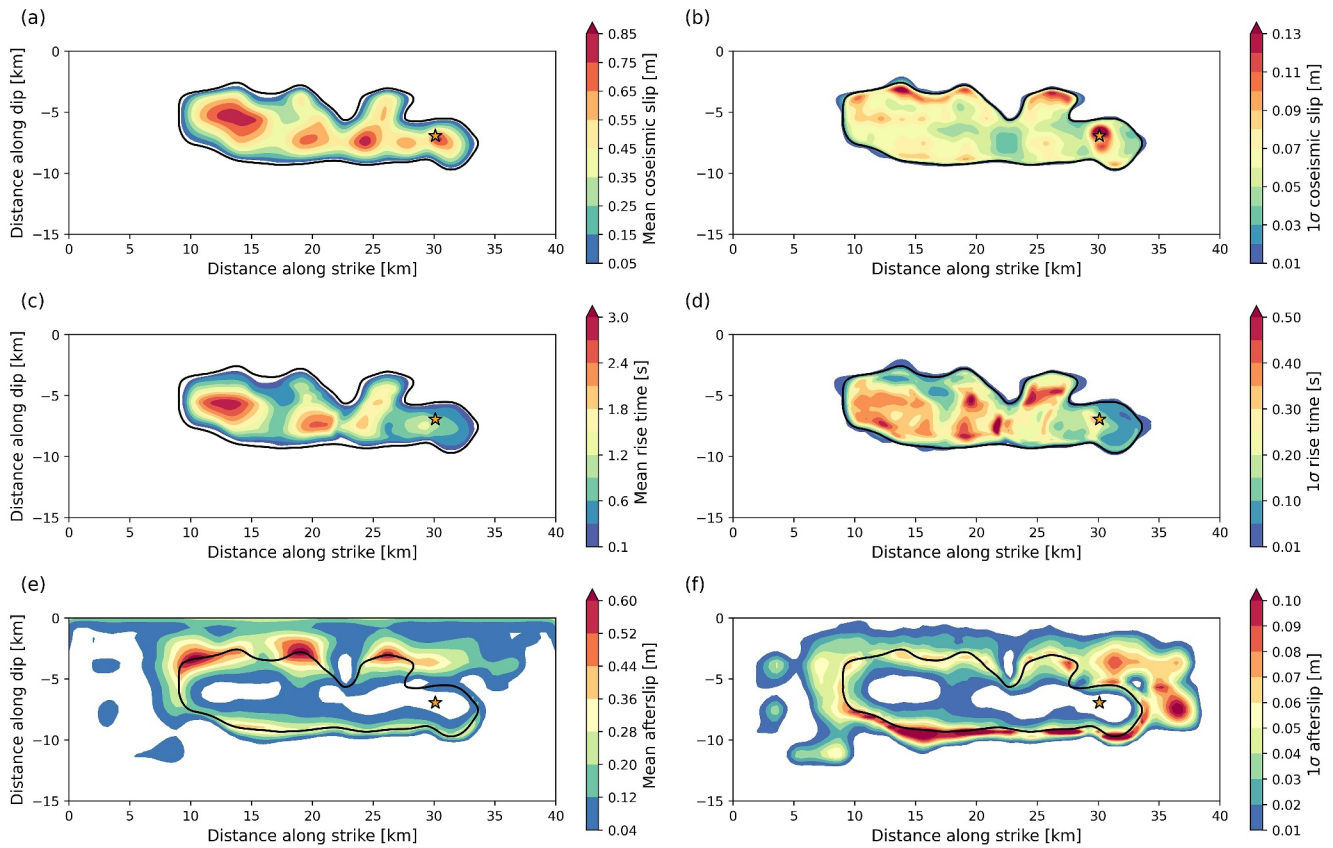 (a)
0
−5
−10
−15
Distance along dip [km]
0 5 10 15 20 25 30 35 40
Distance along strike [km]
0.85
0.75
0.65
0.55
0.45
0.35
0.25
0.15
0.05
Mean coseismic slip [m]
(b)
0
−5
−10
−15
0 5 10 15 20 25 30 35 40
Distance along strike [km]
0.13
0.11
0.09
0.07
0.05
0.03
0.01
1σ coseismic slip [m]
(c)
0
−5
−10
−15
Distance along dip [km]
0 5 10 15 20 25 30 35 40
Distance along strike [km]
3.0
2.4
1.8
1.2
0.6
0.1
Mean rise time [s]
(d)
0
−5
−10
−15
0 5 10 15 20 25 30 35 40
Distance along strike [km]
0.50
0.40
0.30
0.20
0.10
0.01
1σ rise time [s]
(e)
0
−5
−10
−15
Distance along dip [km]
0 5 10 15 20 25 30 35 40
Distance along strike [km]
0.60
0.52
0.44
0.36
0.28
0.20
0.12
0.04
Mean afterslip [m]
(f)
0
−5
−10
−15
0 5 10 15 20 25 30 35 40
Distance along strike [km]
0.10
0.09
0.08
0.07
0.06
0.05
0.04
0.03
0.02
0.01
1σ afterslip [m]